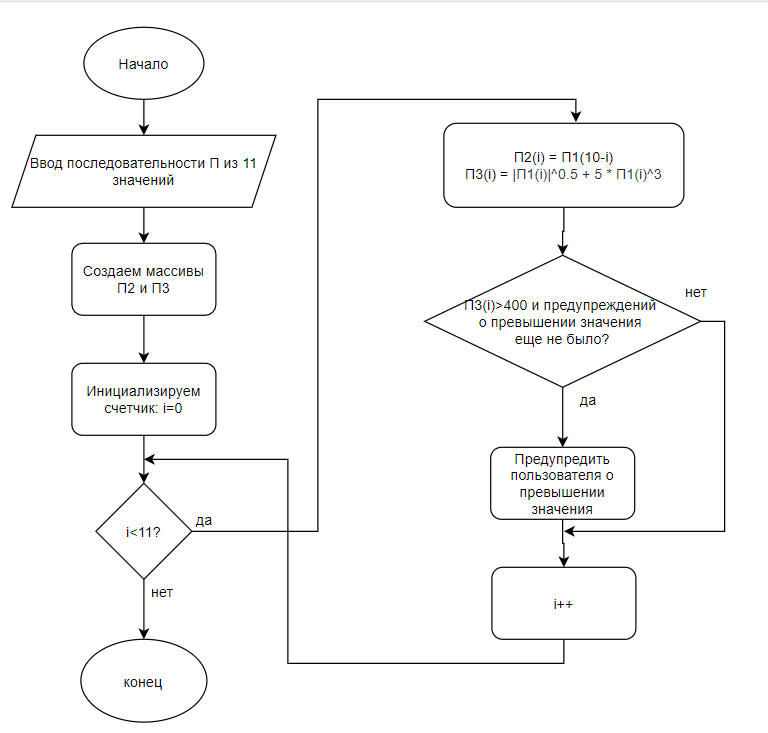 Начало
Ввод последовательности П из 11
значений
Создаем массивы
П2 и П3
Инициализируем
счетчик: i=0
i<11?
да
нет
конец
П2(i) = П1(10-i)
П3(i) = |П1(i)|^0.5 + 5 * П1(i)^3
П3(i)>400 и предупреждений
о превышении значения
еще не было?
нет
да
Предупредить
пользователя о
превышении
значения
i++